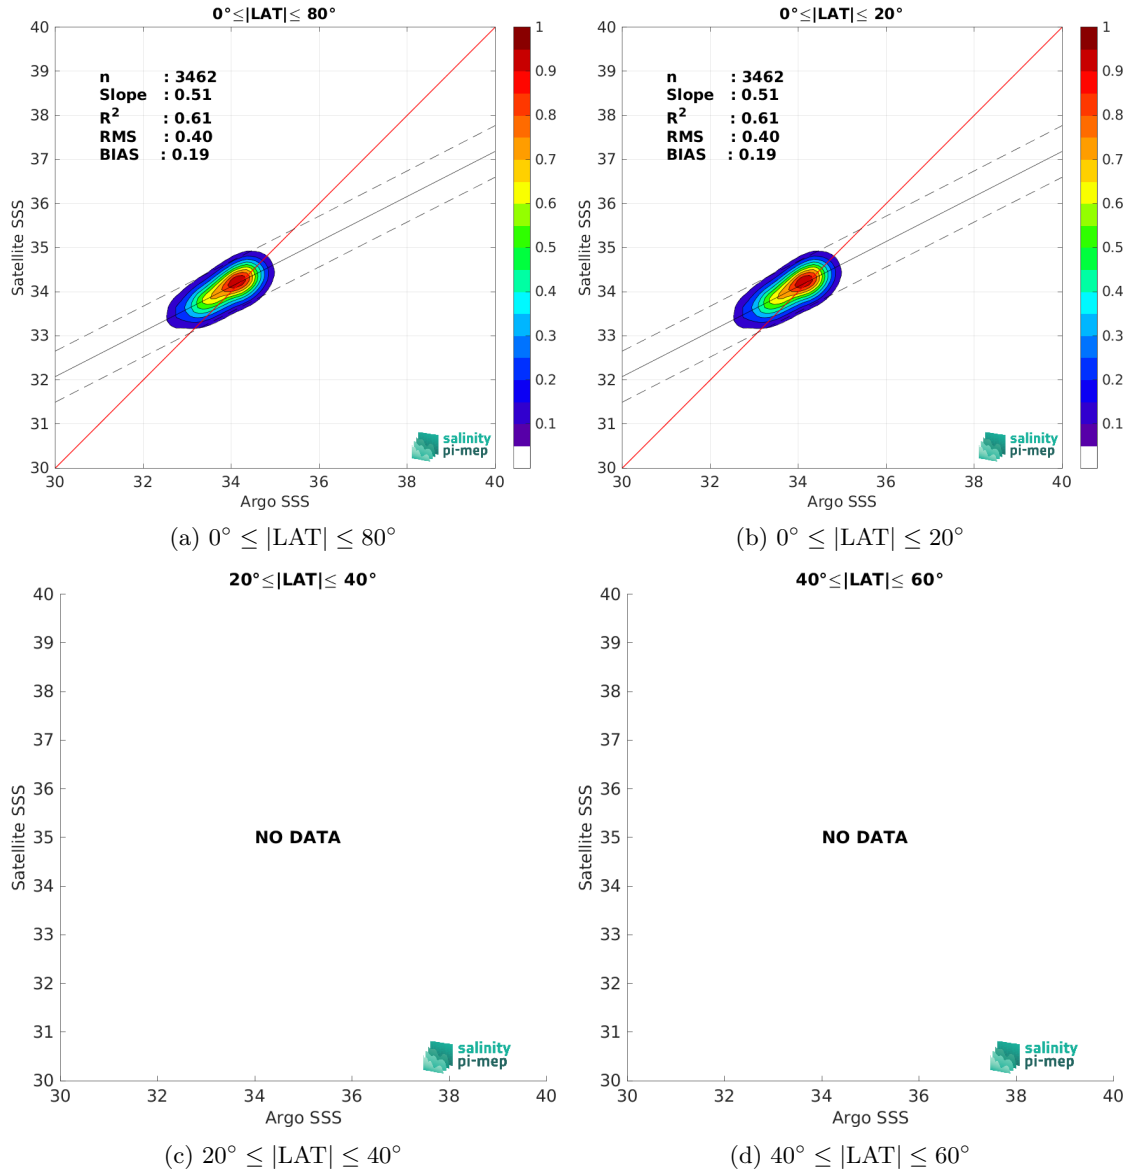 0°≤|LAT|≤ 80°
40
39
38
37
36
35
34
33
32
31
30
Satellite SSS
n : 3462
Slope : 0.51
R² : 0.61
RMS : 0.40
BIAS : 0.19
salinity
pi-mep
30 32 34 36 38 40
Argo SSS
1
0.9
0.8
0.7
0.6
0.5
0.4
0.3
0.2
0.1
(a) 0° ≤ |LAT| ≤ 80°
0°≤|LAT|≤ 20°
40
39
38
37
36
35
34
33
32
31
30
Satellite SSS
n : 3462
Slope : 0.51
R² : 0.61
RMS : 0.40
BIAS : 0.19
salinity
pi-mep
30 32 34 36 38 40
Argo SSS
1
0.9
0.8
0.7
0.6
0.5
0.4
0.3
0.2
0.1
(b) 0° ≤ |LAT| ≤ 20°
20°≤|LAT|≤ 40°
40
39
38
37
36
35
34
33
32
31
30
Satellite SSS
NO DATA
salinity
pi-mep
30 32 34 36 38 40
Argo SSS
(c) 20° ≤ |LAT| ≤ 40°
40°≤|LAT|≤ 60°
40
39
38
37
36
35
34
33
32
31
30
Satellite SSS
NO DATA
salinity
pi-mep
30 32 34 36 38 40
Argo SSS
(d) 40° ≤ |LAT| ≤ 60°